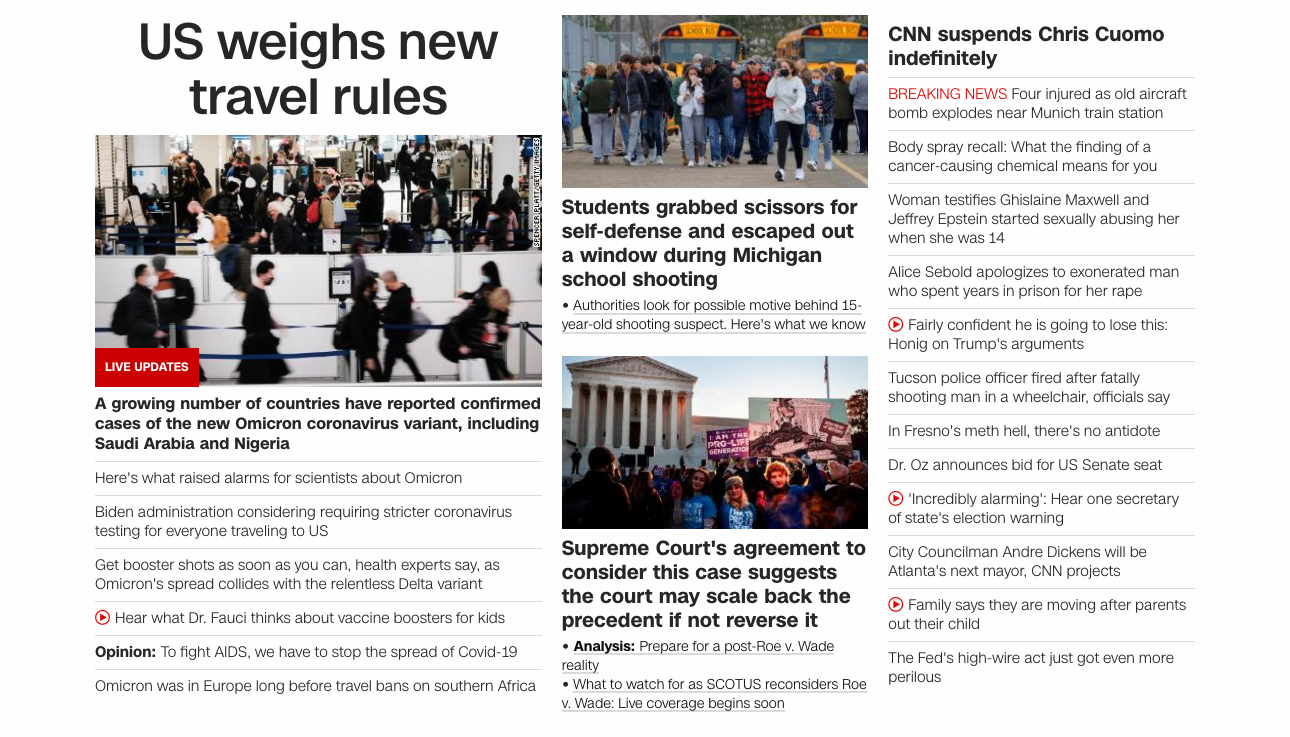 US weighs new
travel rules
SPENCER PLATT/GETTY IMAGES
LIVE UPDATES
A growing number of countries have reported confirmed
cases of the new Omicron coronavirus variant, including
Saudi Arabia and Nigeria
Here's what raised alarms for scientists about Omicron
Biden administration considering requiring stricter coronavirus
testing for everyone traveling to US
Get booster shots as soon as you can, health experts say, as
Omicron's spread collides with the relentless Delta variant
Hear what Dr. Fauci thinks about vaccine boosters for kids
Opinion: To fight AIDS, we have to stop the spread of Covid-19
Omicron was in Europe long before travel bans on southern Africa
SCHOOL BUS
SCHOOL BUS
Students grabbed scissors for
self-defense and escaped out
a window during Michigan
school shooting
• Authorities look for possible motive behind 15-
year-old shooting suspect. Here's what we know
I AM THE
PRO-LIFE
GENERATION
Supreme Court's agreement to
consider this case suggests
the court may scale back the
precedent if not reverse it
• Analysis: Prepare for a post-Roe v. Wade
reality
• What to watch for as SCOTUS reconsiders Roe
v. Wade: Live coverage begins soon
CNN suspends Chris Cuomo
indefinitely
BREAKING NEWS Four injured as old aircraft
bomb explodes near Munich train station
Body spray recall: What the finding of a
cancer-causing chemical means for you
Woman testifies Ghislaine Maxwell and
Jeffrey Epstein started sexually abusing her
when she was 14
Alice Sebold apologizes to exonerated man
who spent years in prison for her rape
Fairly confident he is going to lose this:
Honig on Trump's arguments
Tucson police officer fired after fatally
shooting man in a wheelchair, officials say
In Fresno's meth hell, there's no antidote
Dr. Oz announces bid for US Senate seat
'Incredibly alarming': Hear one secretary
of state's election warning
City Councilman Andre Dickens will be
Atlanta's next mayor, CNN projects
Family says they are moving after parents
out their child
The Fed's high-wire act just got even more
perilous